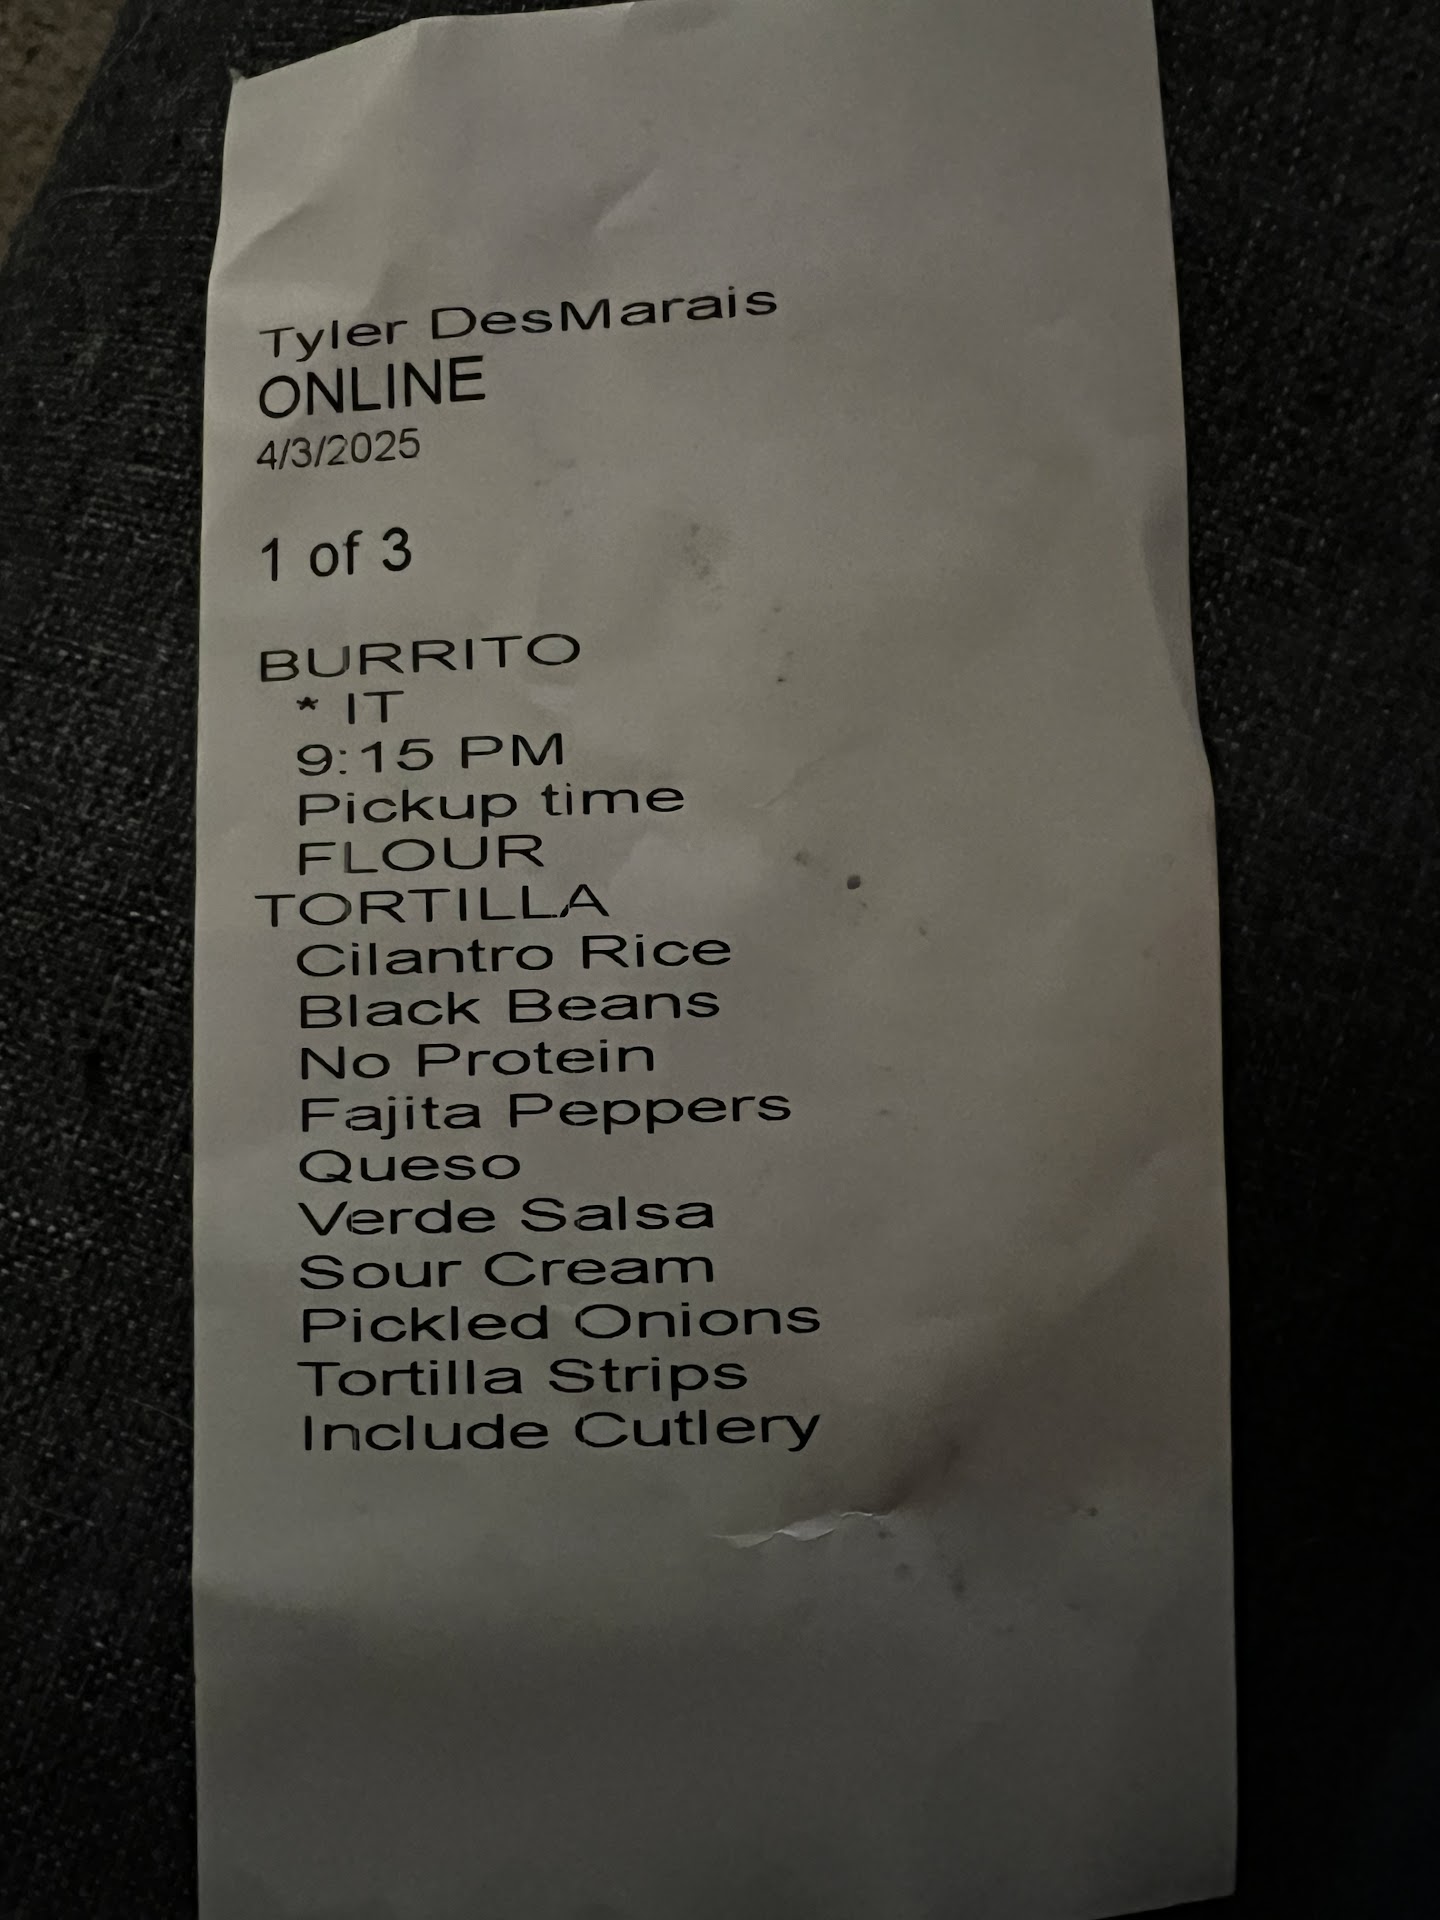 Tyler DesMarais
ONLINE
4/3/2025
1 of 3
BURRITO
* IT
9:15 PM
Pickup time
FLOUR
TORTILLA
Cilantro Rice
Black Beans
No Protein
Fajita Peppers
Queso
Verde Salsa
Sour Cream
Pickled Onions
Tortilla Strips
Include Cutlery